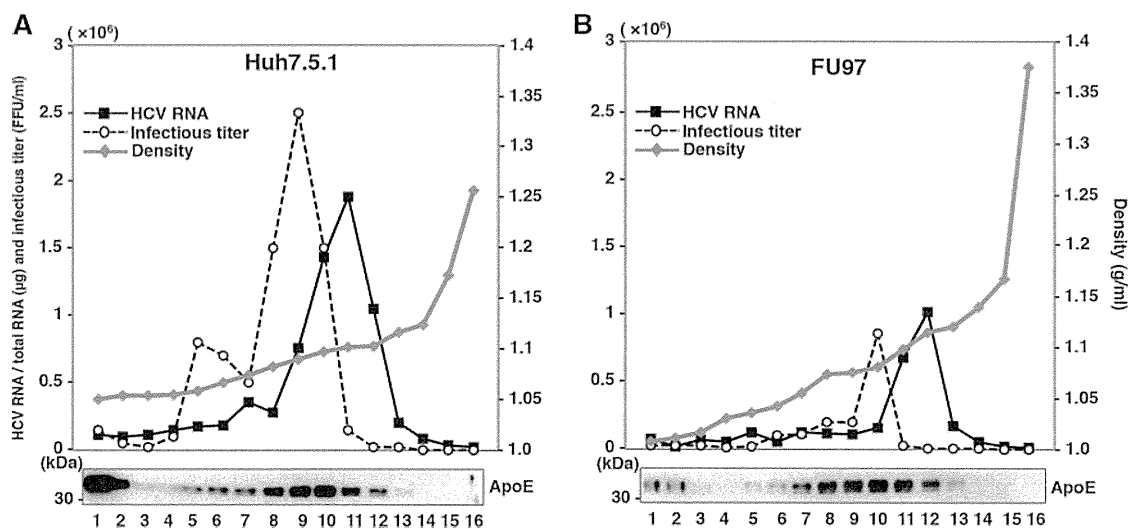 A
( ×10⁶)
3
2.5
2
1.5
1
0.5
0
HCV RNA / total RNA (μg) and infectious titer (FFU/ml)
Huh7.5.1
HCV RNA
Infectious titer
Density
1.4
1.35
1.3
1.25
1.2
1.15
1.10
1.05
1.0
(kDa)
30
ApoE
1 2 3 4 5 6 7 8 9 10 11 12 13 14 15 16
B
( ×10⁶)
3
2.5
2
1.5
1
0.5
0
FU97
HCV RNA
Infectious titer
Density
1.4
1.35
1.3
1.25
1.2
1.15
1.10
1.05
1.0
Density (g/ml)
(kDa)
30
ApoE
1 2 3 4 5 6 7 8 9 10 11 12 13 14 15 16